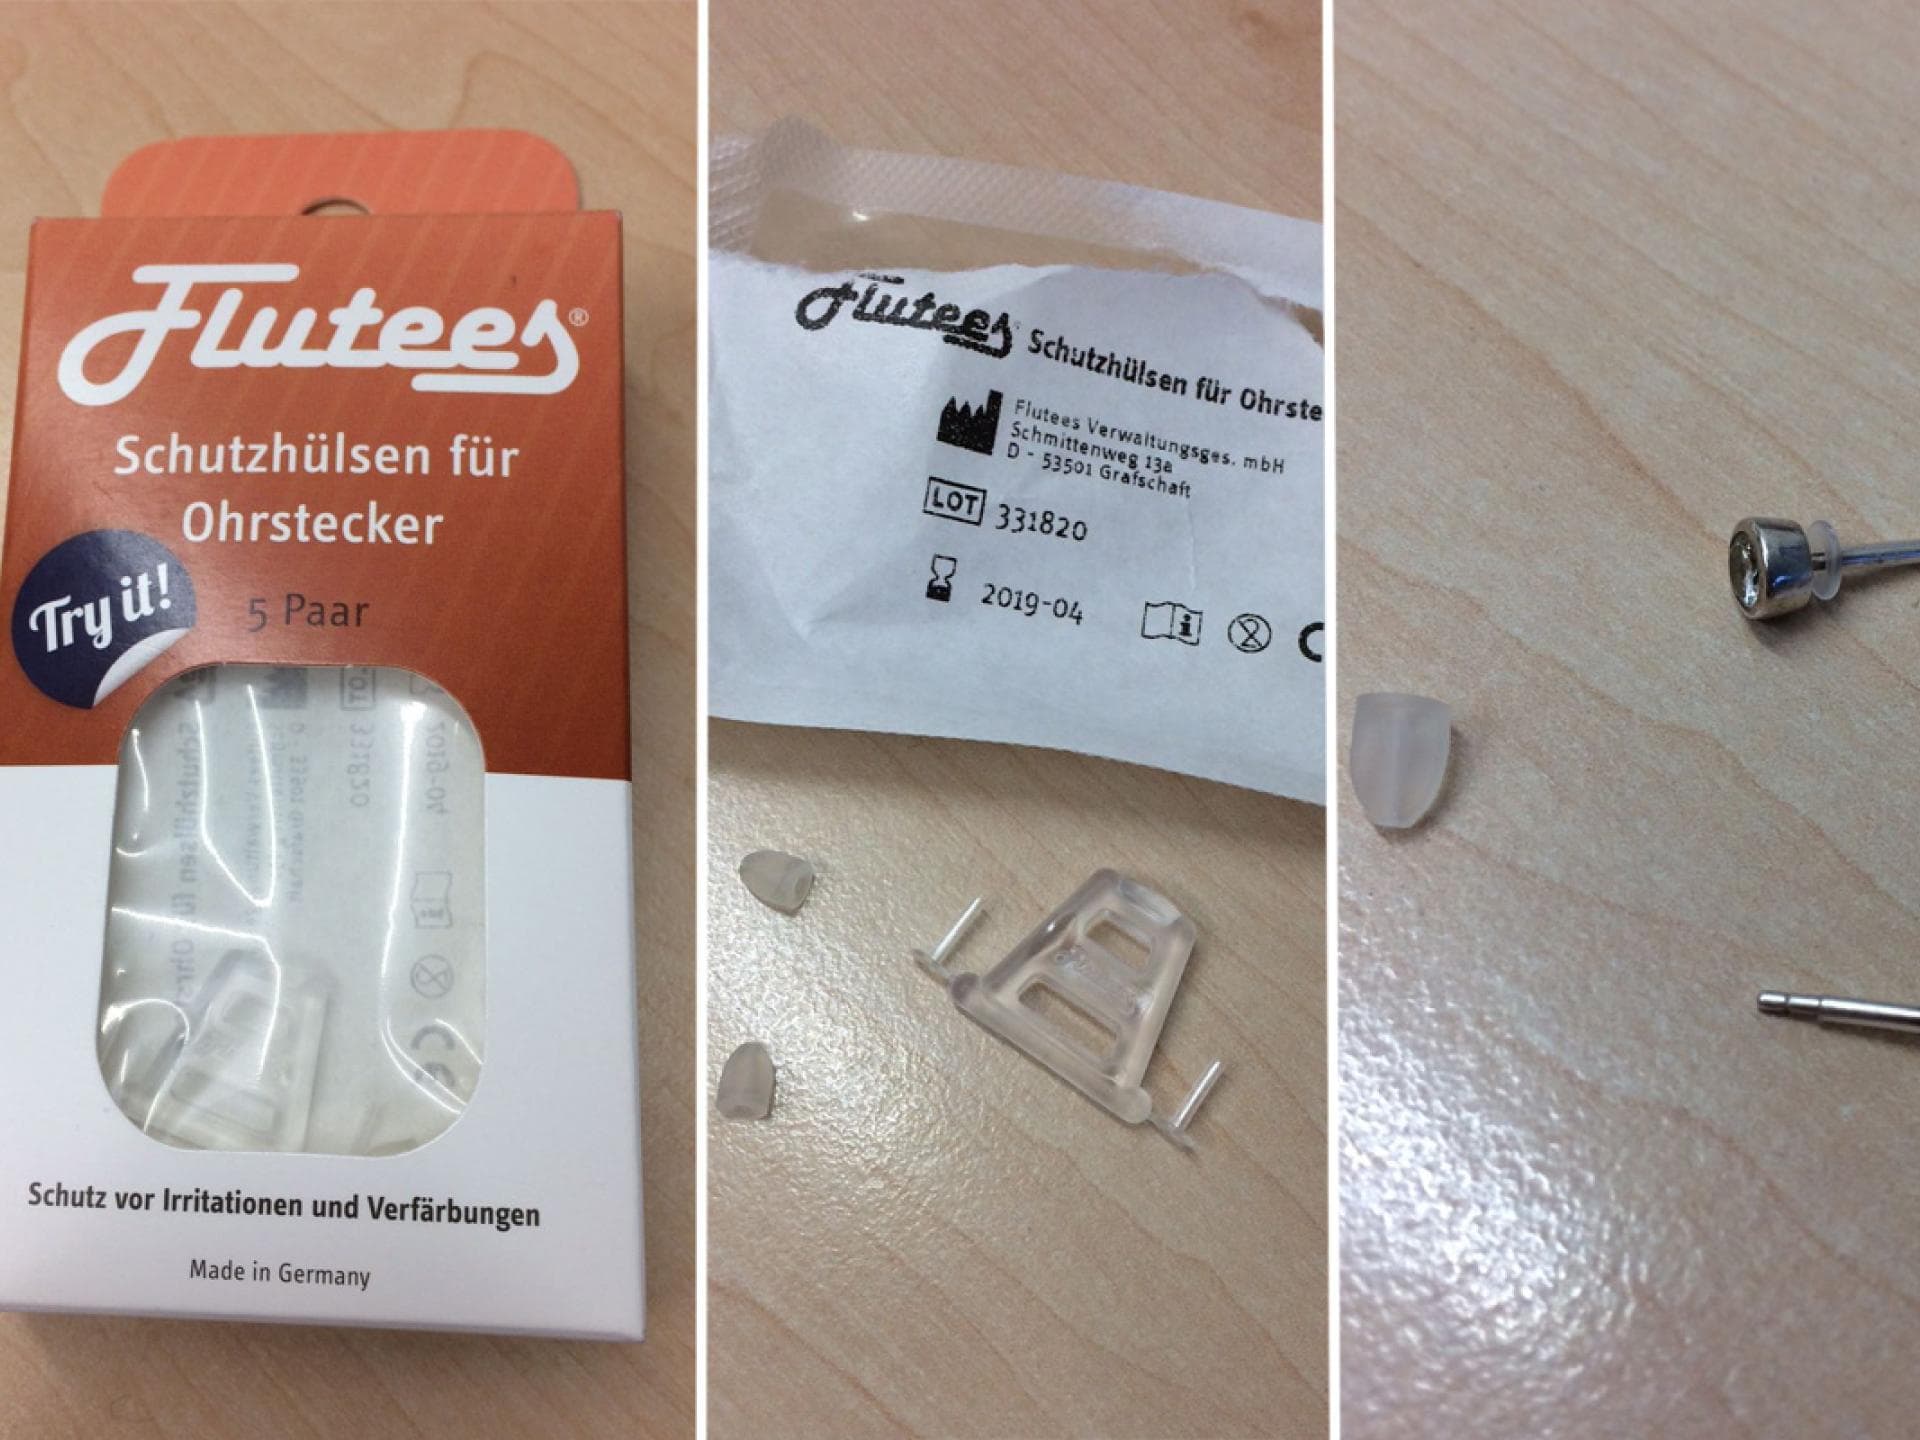 Flutees®
Schutzhülsen für
Ohrstecker
Try it!
5 Paar
Schutz vor Irritationen und Verfärbungen
Made in Germany
Flutees® Schutzhülsen für Ohrste
Flutees Verwaltungsges. mbH
Schmittenweg 13a
D - 53501 Grafschaft
LOT 331820
2019-04